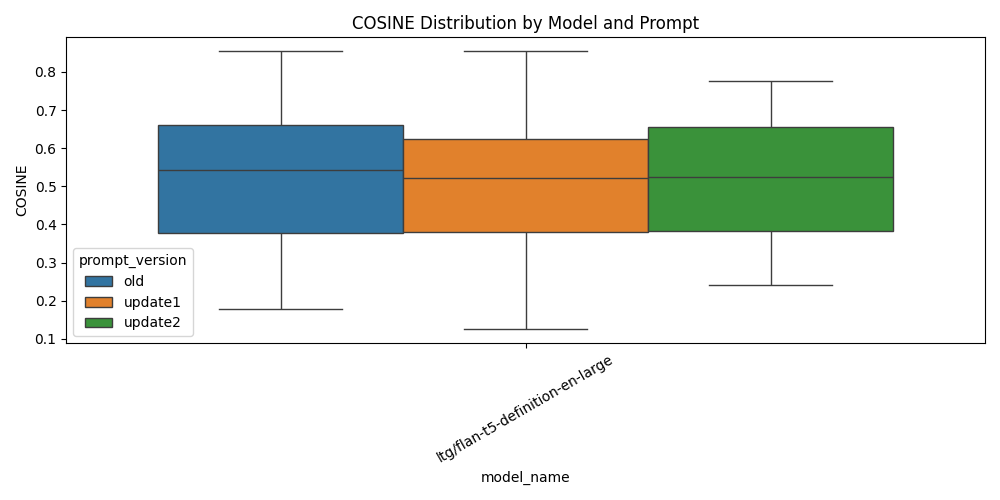 COSINE Distribution by Model and Prompt
COSINE
0.8
0.7
0.6
0.5
0.4
0.3
0.2
0.1
prompt_version
old
update1
update2
ltg/flan-t5-definition-en-large
model_name